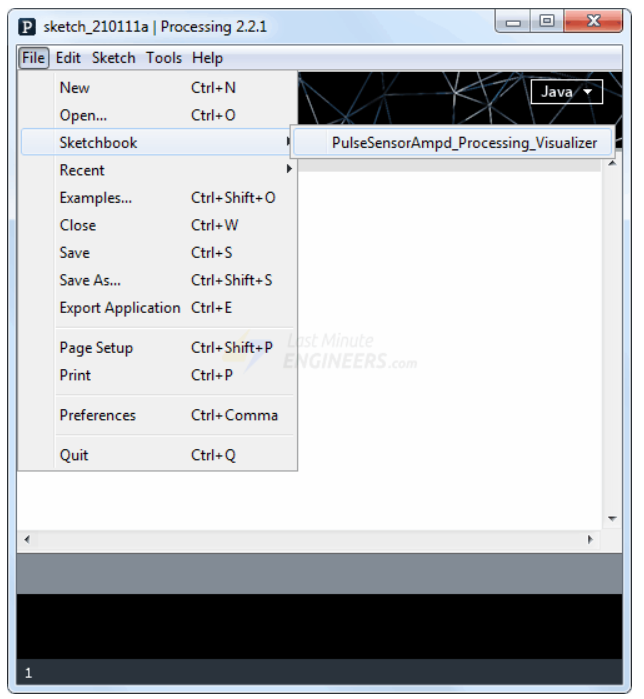 P sketch_210111a | Processing 2.2.1
File Edit Sketch Tools Help
New Ctrl+N
Java
Open... Ctrl+O
Sketchbook
PulseSensorAmpd_Processing_Visualizer
Recent
Examples... Ctrl+Shift+O
Close Ctrl+W
Save Ctrl+S
Save As... Ctrl+Shift+S
Export Application Ctrl+E
Page Setup Ctrl+Shift+P
Last Minute
ENGINEERS.com
Print Ctrl+P
Preferences Ctrl+Comma
Quit Ctrl+Q
1